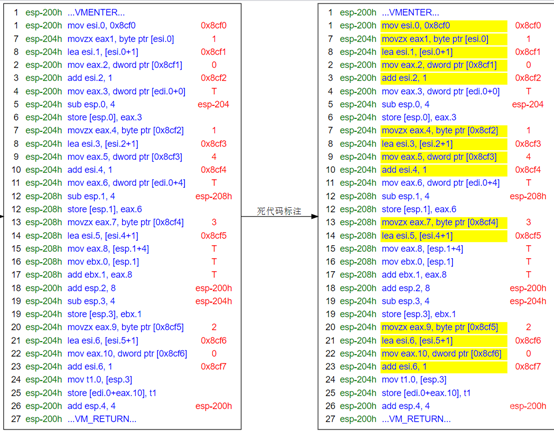 1 esp-200h ...VMENTER...
1 esp-200h mov esi.0, 0x8cf0 0x8cf0
7 esp-200h movzx eax1, byte ptr [esi.0] 1
8 esp-200h lea esi.1, [esi.0+1] 0x8cf1
2 esp-200h mov eax.2, dword ptr [0x8cf1] 0
3 esp-200h add esi.2, 1 0x8cf2
4 esp-200h mov eax.3, dword ptr [edi.0+0] T
5 esp-204h sub esp.0, 4 esp-204
6 esp-204h store [esp.0], eax.3
7 esp-204h movzx eax.4, byte ptr [0x8cf2] 1
8 esp-204h lea esi.3, [esi.2+1] 0x8cf3
9 esp-204h mov eax.5, dword ptr [0x8cf3] 4
10 esp-204h add esi.4, 1 0x8cf4
11 esp-204h mov eax.6, dword ptr [edi.0+4] T
12 esp-208h sub esp.1, 4 esp-208h
12 esp-208h store [esp.1], eax.6
13 esp-208h movzx eax.7, byte ptr [0x8cf4] 3
14 esp-208h lea esi.5, [esi.4+1] 0x8cf5
15 esp-208h mov eax.8, [esp.1+4] T
16 esp-208h mov ebx.0, [esp.1] T
17 esp-208h add ebx.1, eax.8 T
18 esp-200h add esp.2, 8 esp-200h
19 esp-204h sub esp.3, 4 esp-204h
19 esp-204h store [esp.3], ebx.1
20 esp-204h movzx eax.9, byte ptr [0x8cf5] 2
21 esp-204h lea esi.6, [esi.5+1] 0x8cf6
22 esp-204h mov eax.10, dword ptr [0x8cf6] 0
23 esp-204h add esi.6, 1 0x8cf7
24 esp-204h mov t1.0, [esp.3]
25 esp-204h store [edi.0+eax.10], t1
26 esp-200h add esp.4, 4 esp-200h
27 esp-200h ...VM_RETURN...
死代码标注
1 esp-200h ...VMENTER...
1 esp-200h mov esi.0, 0x8cf0 0x8cf0
7 esp-200h movzx eax1, byte ptr [esi.0] 1
8 esp-200h lea esi.1, [esi.0+1] 0x8cf1
2 esp-200h mov eax.2, dword ptr [0x8cf1] 0
3 esp-200h add esi.2, 1 0x8cf2
4 esp-200h mov eax.3, dword ptr [edi.0+0] T
5 esp-204h sub esp.0, 4 esp-204
6 esp-204h store [esp.0], eax.3
7 esp-204h movzx eax.4, byte ptr [0x8cf2] 1
8 esp-204h lea esi.3, [esi.2+1] 0x8cf3
9 esp-204h mov eax.5, dword ptr [0x8cf3] 4
10 esp-204h add esi.4, 1 0x8cf4
11 esp-204h mov eax.6, dword ptr [edi.0+4] T
12 esp-208h sub esp.1, 4 esp-208h
12 esp-208h store [esp.1], eax.6
13 esp-208h movzx eax.7, byte ptr [0x8cf4] 3
14 esp-208h lea esi.5, [esi.4+1] 0x8cf5
15 esp-208h mov eax.8, [esp.1+4] T
16 esp-208h mov ebx.0, [esp.1] T
17 esp-208h add ebx.1, eax.8 T
18 esp-200h add esp.2, 8 esp-200h
19 esp-204h sub esp.3, 4 esp-204h
19 esp-204h store [esp.3], ebx.1
20 esp-204h movzx eax.9, byte ptr [0x8cf5] 2
21 esp-204h lea esi.6, [esi.5+1] 0x8cf6
22 esp-204h mov eax.10, dword ptr [0x8cf6] 0
23 esp-204h add esi.6, 1 0x8cf7
24 esp-204h mov t1.0, [esp.3]
25 esp-204h store [edi.0+eax.10], t1
26 esp-200h add esp.4, 4 esp-200h
27 esp-200h ...VM_RETURN...